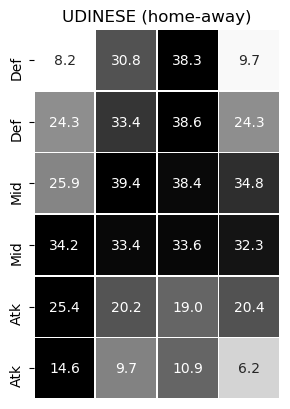 UDINESE (home-away)
Def 8.2 30.8 38.3 9.7
Def 24.3 33.4 38.6 24.3
Mid 25.9 39.4 38.4 34.8
Mid 34.2 33.4 33.6 32.3
Atk 25.4 20.2 19.0 20.4
Atk 14.6 9.7 10.9 6.2